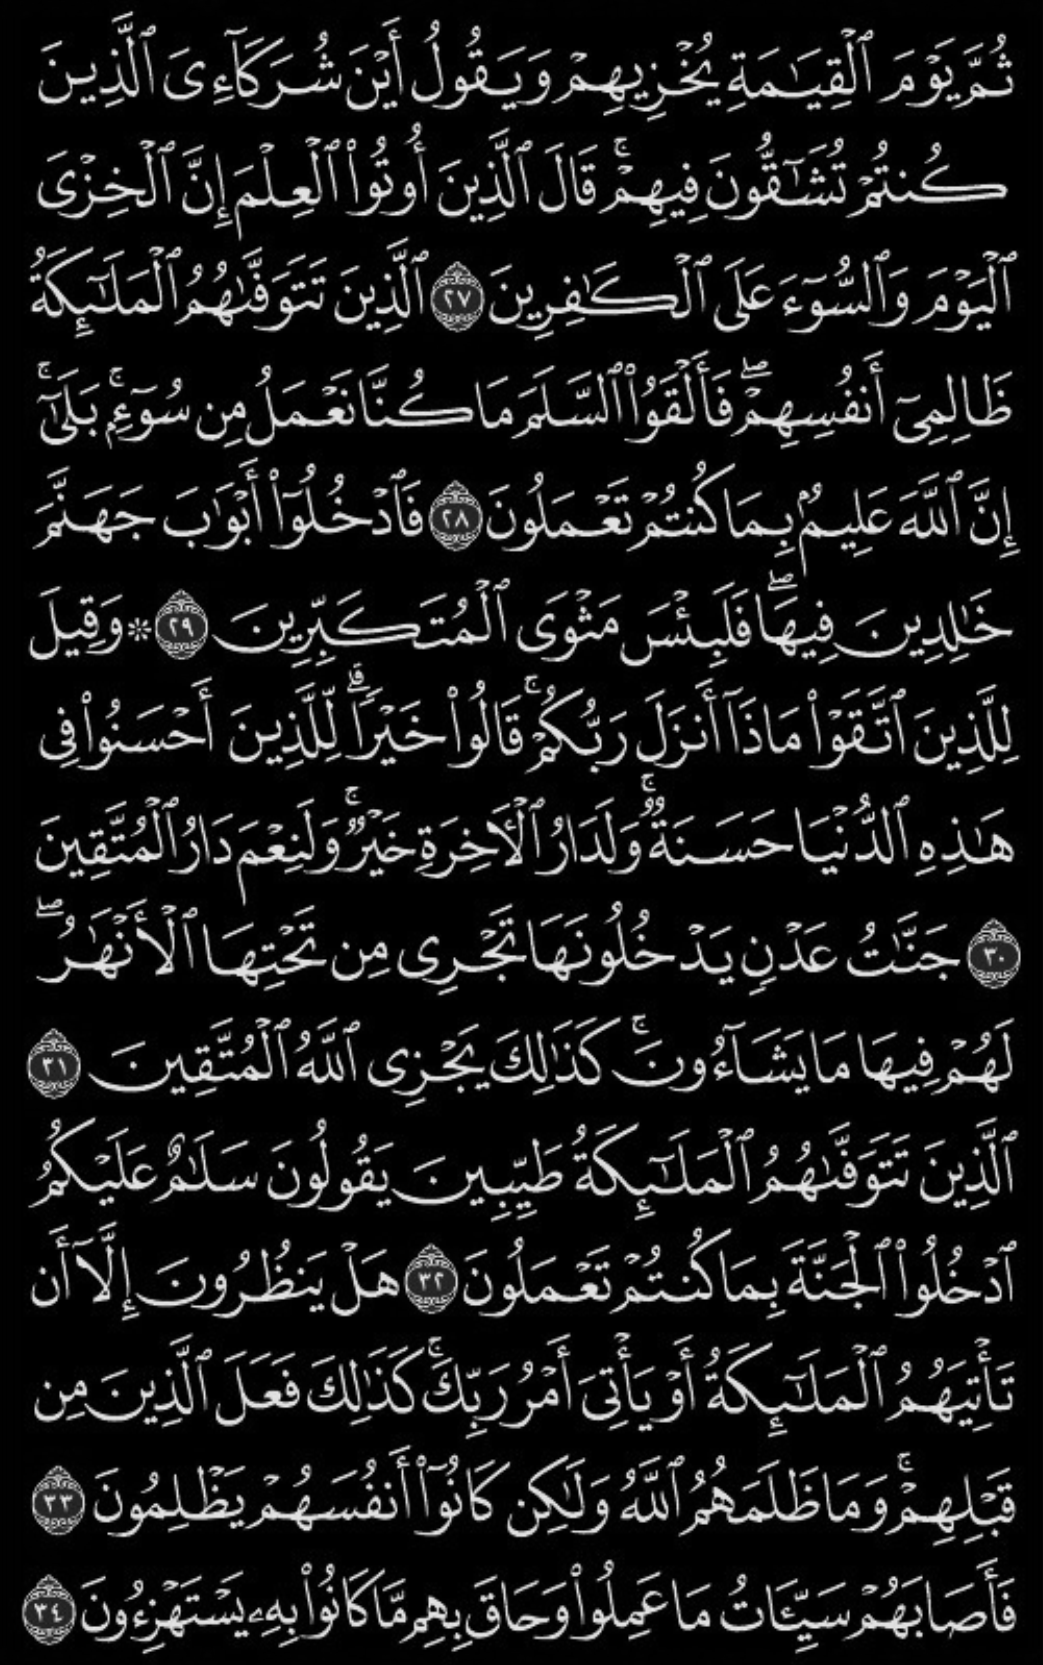 ثُمَّ يَوْمَ ٱلْقِيَـٰمَةِ يُخْزِيهِمْ وَيَقُولُ أَيْنَ شُرَكَآءِىَ ٱلَّذِينَ
كُنتُمْ تُشَـٰٓقُّونَ فِيهِمْ ۚ قَالَ ٱلَّذِينَ أُوتُوا۟ ٱلْعِلْمَ إِنَّ ٱلْخِزْىَ
ٱلْيَوْمَ وَٱلسُّوٓءَ عَلَى ٱلْكَـٰفِرِينَ ٢٧ ٱلَّذِينَ تَتَوَفَّىٰهُمُ ٱلْمَلَـٰٓئِكَةُ
ظَالِمِىٓ أَنفُسِهِمْ ۖ فَأَلْقَوُا۟ ٱلسَّلَمَ مَا كُنَّا نَعْمَلُ مِن سُوٓءٍۭ ۚ بَلَىٰٓ ۚ
إِنَّ ٱللَّهَ عَلِيمٌۢ بِمَا كُنتُمْ تَعْمَلُونَ ٢٨ فَٱدْخُلُوٓا۟ أَبْوَٰبَ جَهَنَّمَ
خَـٰلِدِينَ فِيهَا ۖ فَلَبِئْسَ مَثْوَى ٱلْمُتَكَبِّرِينَ ٢٩ ۞ وَقِيلَ
لِلَّذِينَ ٱتَّقَوْا۟ مَاذَآ أَنزَلَ رَبُّكُمْ ۚ قَالُوا۟ خَيْرًا ۗ لِّلَّذِينَ أَحْسَنُوا۟ فِى
هَـٰذِهِ ٱلدُّنْيَا حَسَنَةٌ ۚ وَلَدَارُ ٱلْـَٔاخِرَةِ خَيْرٌ ۚ وَلَنِعْمَ دَارُ ٱلْمُتَّقِينَ
٣٠ جَنَّـٰتُ عَدْنٍ يَدْخُلُونَهَا تَجْرِى مِن تَحْتِهَا ٱلْأَنْهَـٰرُ ۖ
لَهُمْ فِيهَا مَا يَشَآءُونَ ۚ كَذَٰلِكَ يَجْزِى ٱللَّهُ ٱلْمُتَّقِينَ ٣١
ٱلَّذِينَ تَتَوَفَّىٰهُمُ ٱلْمَلَـٰٓئِكَةُ طَيِّبِينَ يَقُولُونَ سَلَـٰمٌ عَلَيْكُمُ
ٱدْخُلُوا۟ ٱلْجَنَّةَ بِمَا كُنتُمْ تَعْمَلُونَ ٣٢ هَلْ يَنظُرُونَ إِلَّآ أَن
تَأْتِيَهُمُ ٱلْمَلَـٰٓئِكَةُ أَوْ يَأْتِىَ أَمْرُ رَبِّكَ ۚ كَذَٰلِكَ فَعَلَ ٱلَّذِينَ مِن
قَبْلِهِمْ ۚ وَمَا ظَلَمَهُمُ ٱللَّهُ وَلَـٰكِن كَانُوٓا۟ أَنفُسَهُمْ يَظْلِمُونَ ٣٣
فَأَصَابَهُمْ سَيِّـَٔاتُ مَا عَمِلُوا۟ وَحَاقَ بِهِم مَّا كَانُوا۟ بِهِۦ يَسْتَهْزِءُونَ ٣٤